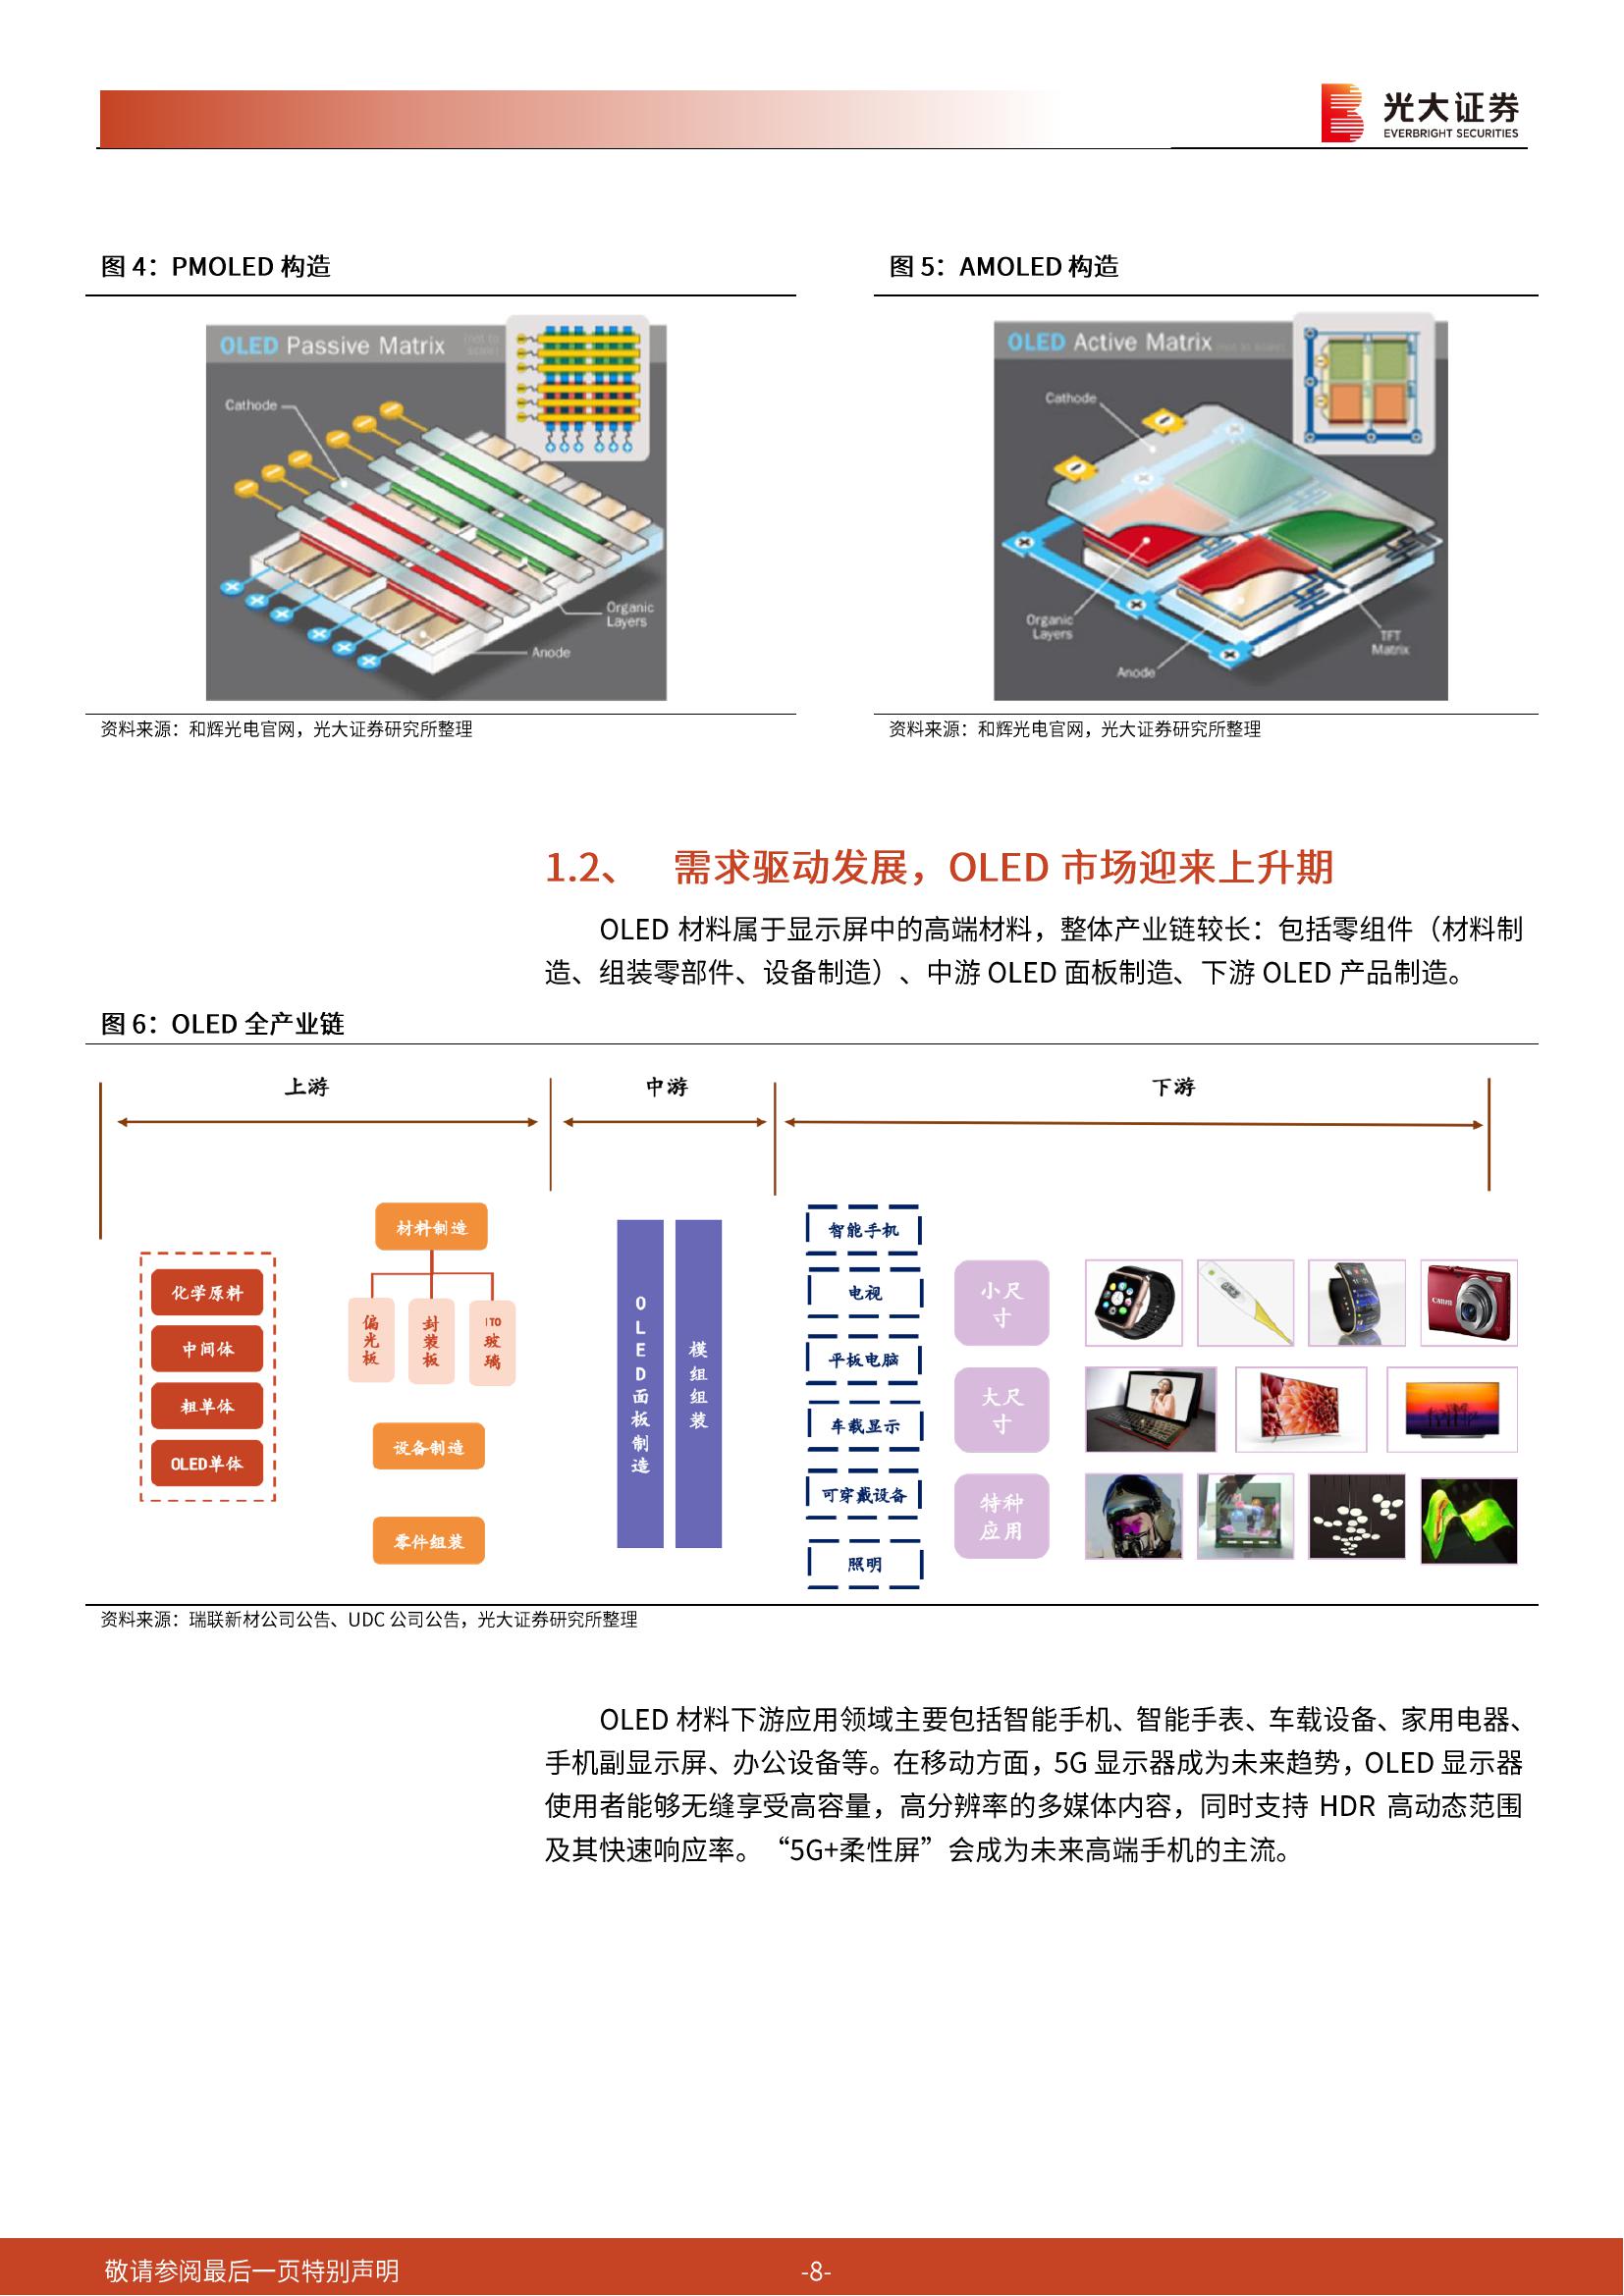 光大证券
EVERBRIGHT SECURITIES
图 4：PMOLED 构造
OLED Passive Matrix
Cathode
Organic
Layers
Anode
资料来源：和辉光电官网，光大证券研究所整理
图 5：AMOLED 构造
OLED Active Matrix
Cathode
Organic
Layers
Anode
TFT
Matrix
资料来源：和辉光电官网，光大证券研究所整理
1.2、 需求驱动发展，OLED 市场迎来上升期
OLED 材料属于显示屏中的高端材料，整体产业链较长：包括零组件（材料制
造、组装零部件、设备制造）、中游 OLED 面板制造、下游 OLED 产品制造。
图 6：OLED 全产业链
上游
中游
下游
化学原料
中间体
粗单体
OLED单体
材料制造
偏光板
封装板
ITO玻璃
设备制造
零件组装
OLED面板制造
模组组装
智能手机
电视
平板电脑
车载显示
可穿戴设备
照明
小尺
寸
大尺
寸
特种
应用
Canon
资料来源：瑞联新材公司公告、UDC 公司公告，光大证券研究所整理
OLED 材料下游应用领域主要包括智能手机、智能手表、车载设备、家用电器、
手机副显示屏、办公设备等。在移动方面，5G 显示器成为未来趋势，OLED 显示器
使用者能够无缝享受高容量，高分辨率的多媒体内容，同时支持 HDR 高动态范围
及其快速响应率。“5G+柔性屏”会成为未来高端手机的主流。
敬请参阅最后一页特别声明
-8-